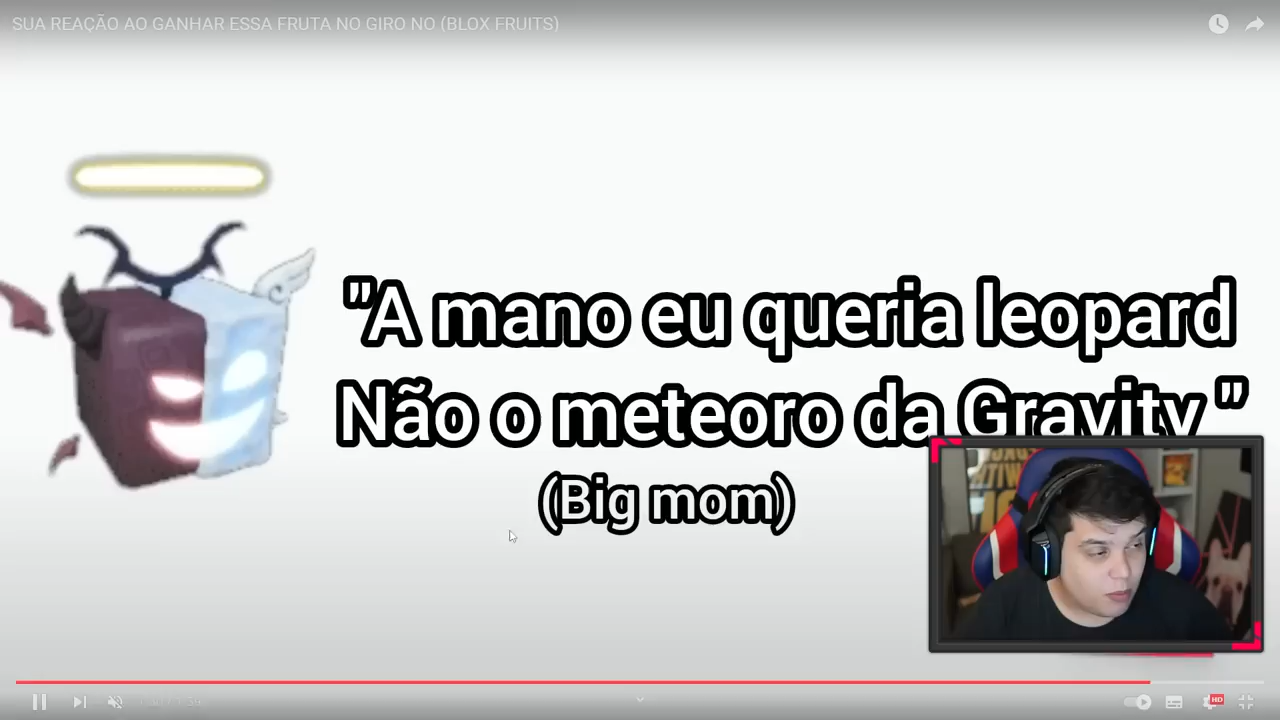 SUA REAÇÃO AO GANHAR ESSA FRUTA NO GIRO NO (BLOX FRUITS)
"A mano eu queria leopard
Não o meteoro da Gravity "
(Big mom)
HD